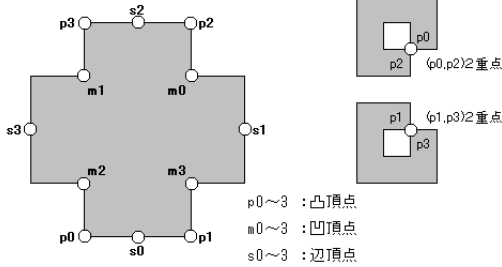 s2
p3
p2
m1
m0
s3
s1
m2
m3
p0
p1
s0
p0
p2
(p0,p2)2重点
p1
(p1,p3)2重点
p3
p0～3 ：凸頂点
m0～3 ：凹頂点
s0～3 ：辺頂点